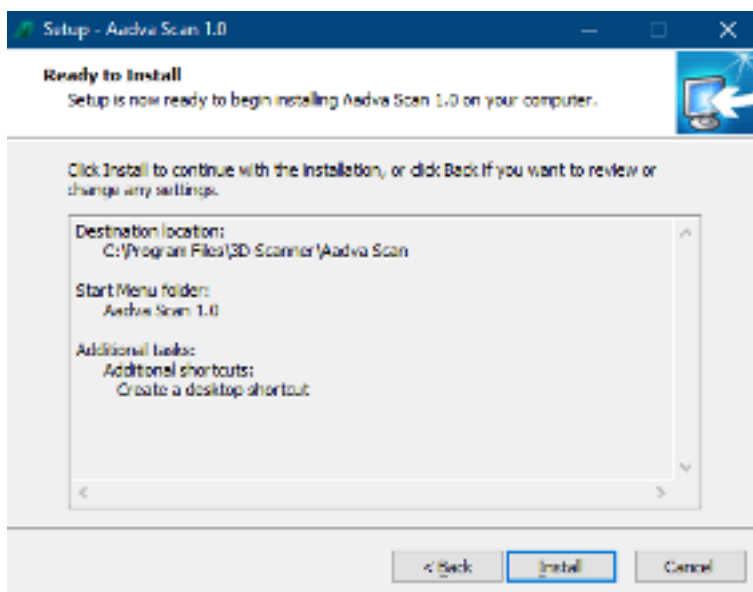 Setup - Aadva Scan 1.0
Ready to Install
Setup is now ready to begin installing Aadva Scan 1.0 on your computer.
Click Install to continue with the installation, or click Back if you want to review or
change any settings.
Destination location:
C:\Program Files\3D Scanner\Aadva Scan
Start Menu folder:
Aadva Scan 1.0
Additional tasks:
Additional shortcuts:
Create a desktop shortcut
< Back
Install
Cancel